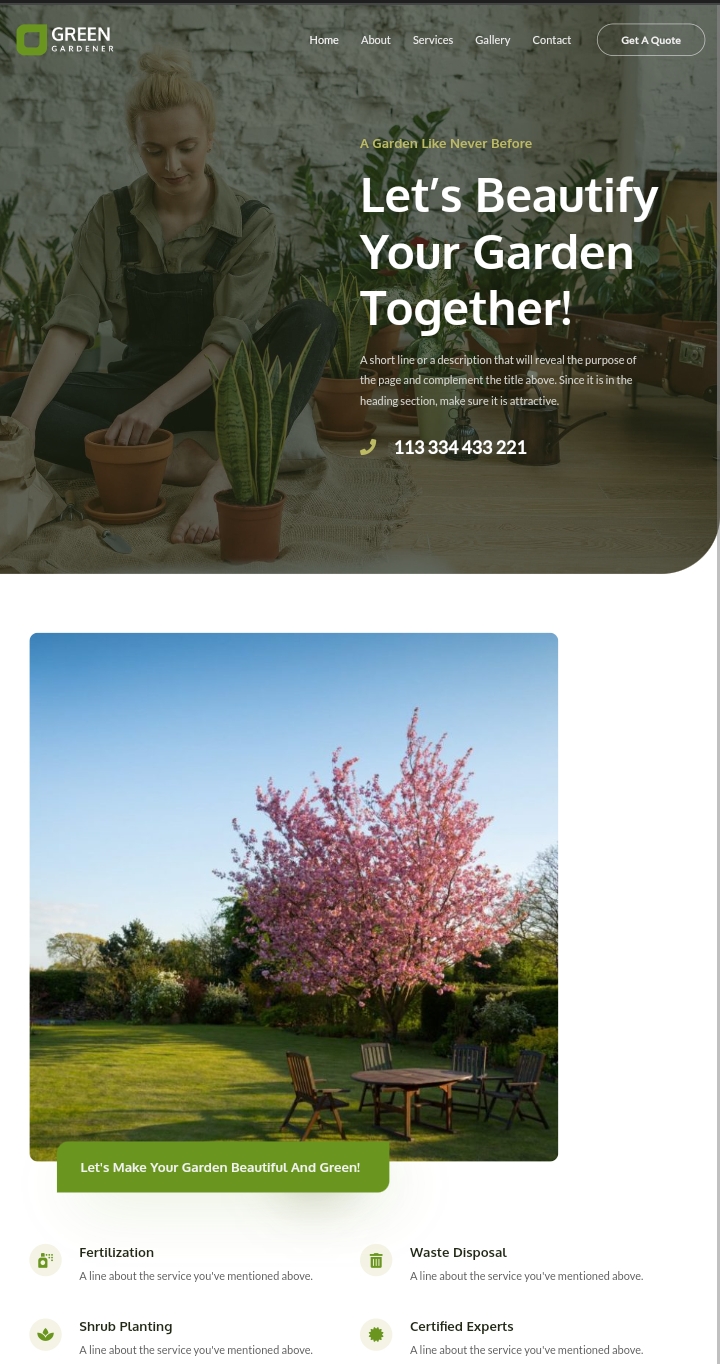 GREEN
GARDENER
Home About Services Gallery Contact Get A Quote
A Garden Like Never Before
Let's Beautify
Your Garden
Together!
A short line or a description that will reveal the purpose of
the page and complement the title above. Since it is in the
heading section, make sure it is attractive.
113 334 433 221
Let's Make Your Garden Beautiful And Green!
Fertilization
A line about the service you've mentioned above.
Waste Disposal
A line about the service you've mentioned above.
Shrub Planting
A line about the service you've mentioned above.
Certified Experts
A line about the service you've mentioned above.